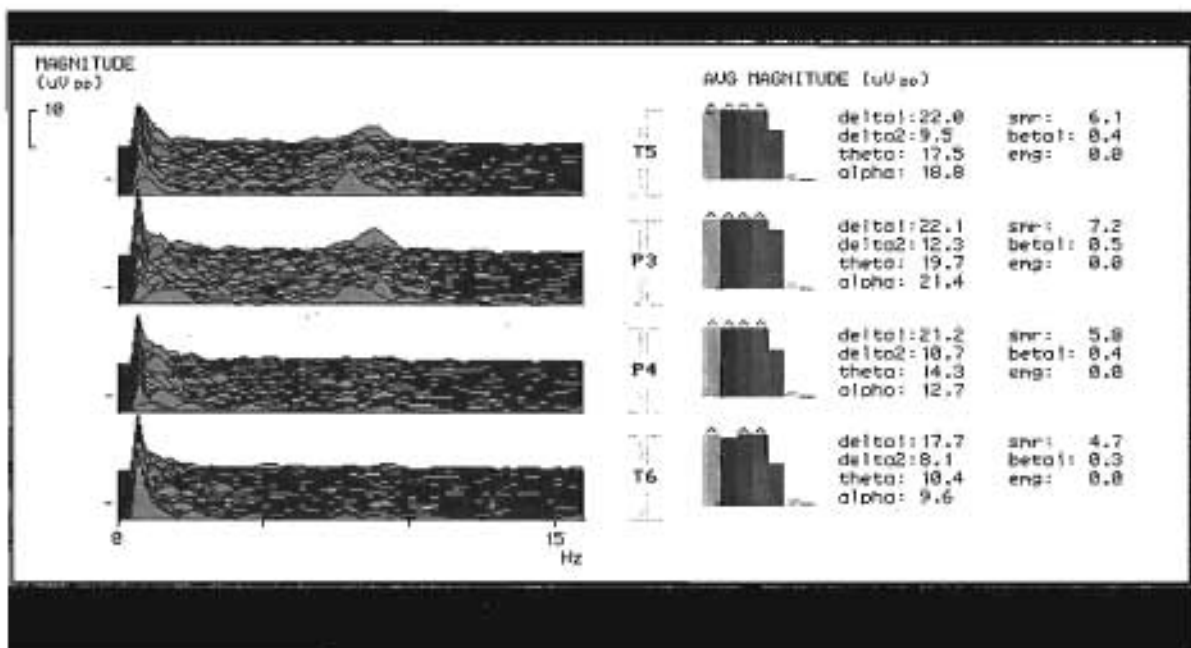 MAGNITUDE
(uV pp)
10
AVG MAGNITUDE (uV pp)
T5
delta1:22.0 smr: 6.1
delta2:9.5 beta1: 0.4
theta: 17.5 emg: 0.0
alpha: 18.8
P3
delta1:22.1 smr: 7.2
delta2:12.3 beta1: 0.5
theta: 19.7 emg: 0.0
alpha: 21.4
P4
delta1:21.2 smr: 5.8
delta2:10.7 beta1: 0.4
theta: 14.3 emg: 0.0
alpha: 12.7
T6
delta1:17.7 smr: 4.7
delta2:8.1 beta1: 0.3
theta: 10.4 emg: 0.0
alpha: 9.6
0 15
Hz